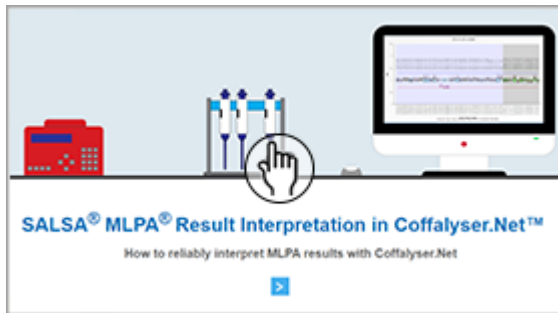 SALSA® MLPA® Result Interpretation in Coffalyser.Net™
How to reliably interpret MLPA results with Coffalyser.Net